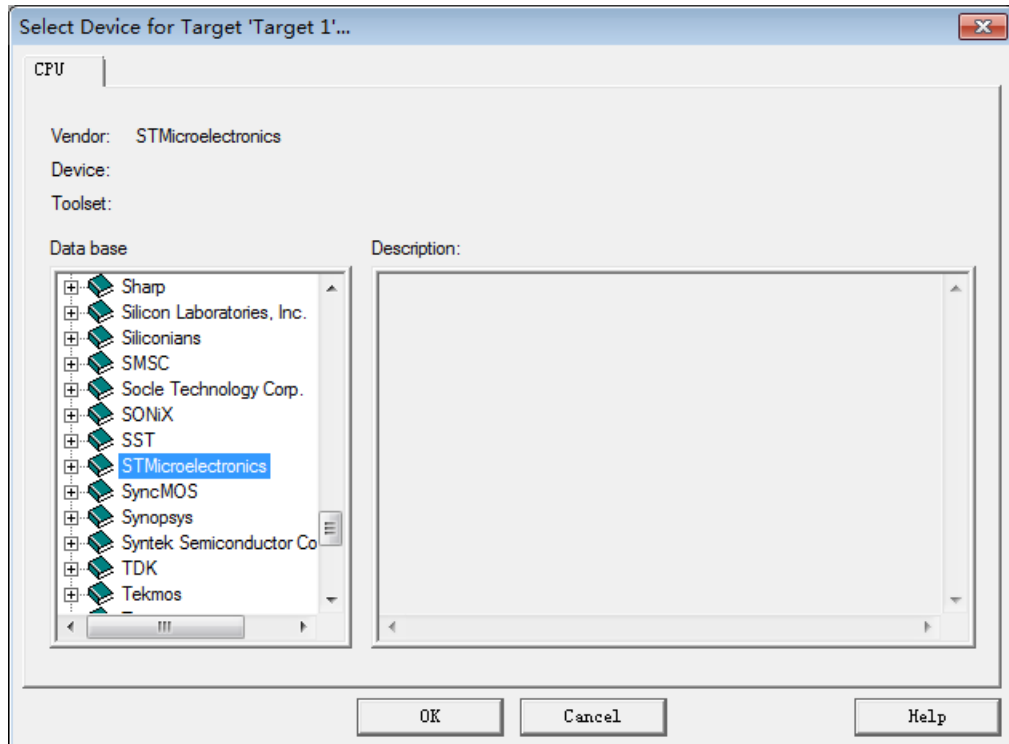 Select Device for Target 'Target 1'...
CPU
Vendor: STMicroelectronics
Device:
Toolset:
Data base
Description:
Sharp
Silicon Laboratories, Inc.
Siliconians
SMSC
Socle Technology Corp.
SONiX
SST
STMicroelectronics
SyncMOS
Synopsys
Syntek Semiconductor Co
TDK
Tekmos
OK
Cancel
Help